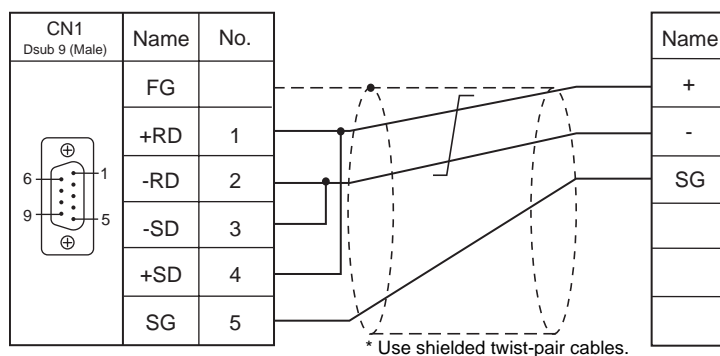 CN1
Dsub 9 (Male)
Name No.
Name
FG
+
+RD 1
-
-RD 2
SG
-SD 3
+SD 4
SG 5
6 1
9 5
* Use shielded twist-pair cables.